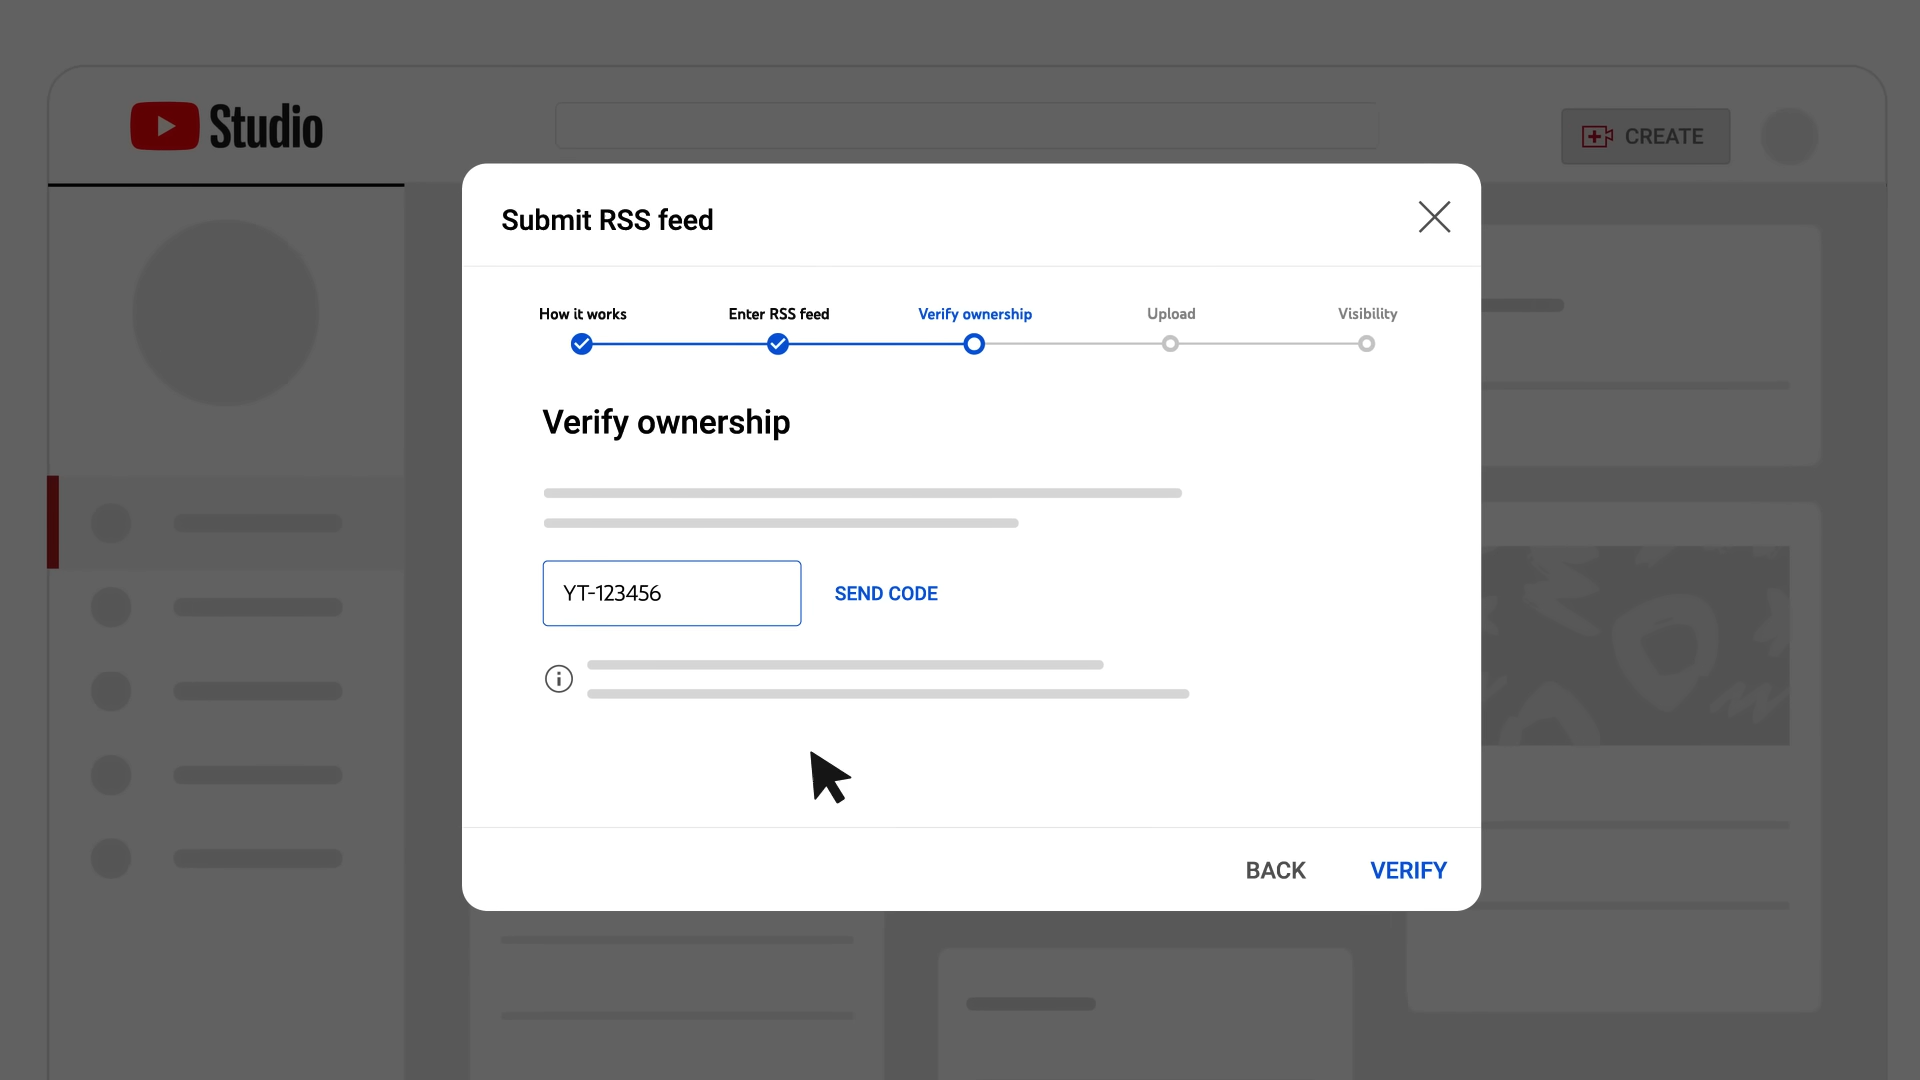 Studio
CREATE
Submit RSS feed
How it works
Enter RSS feed
Verify ownership
Upload
Visibility
Verify ownership
YT-123456
SEND CODE
BACK
VERIFY